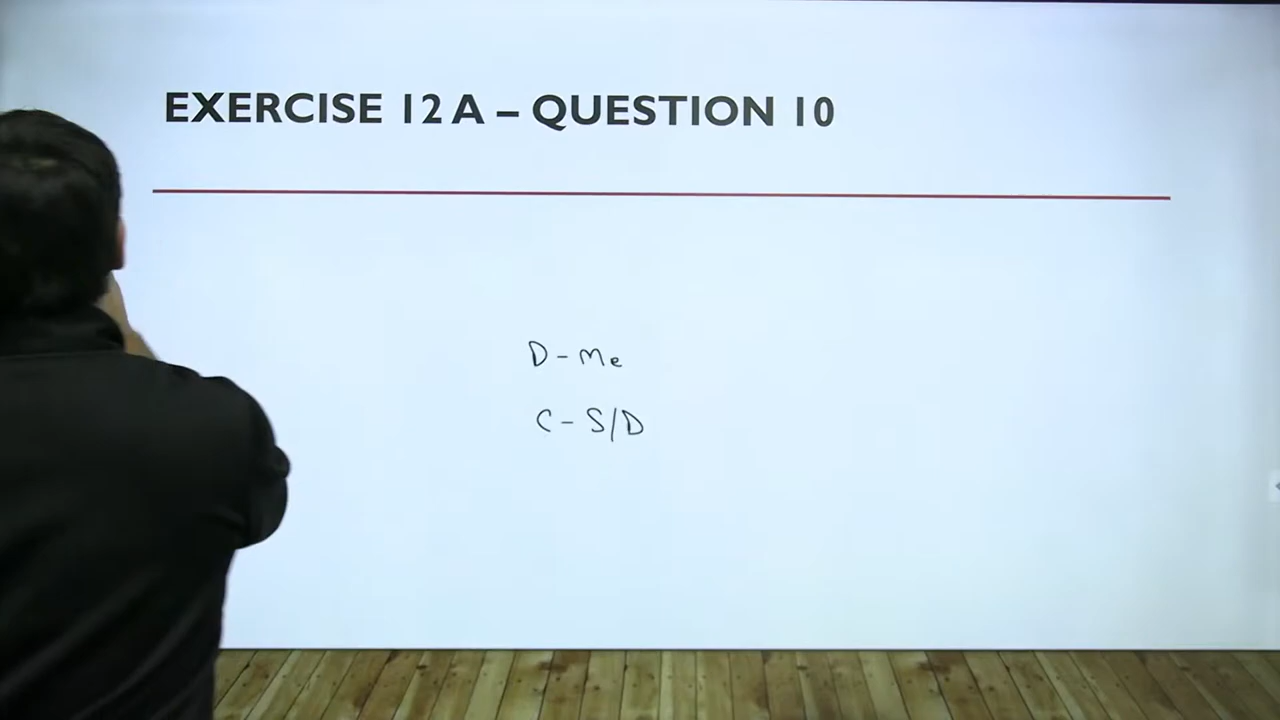 EXERCISE 12A – QUESTION 10
D - Me
C - S/D